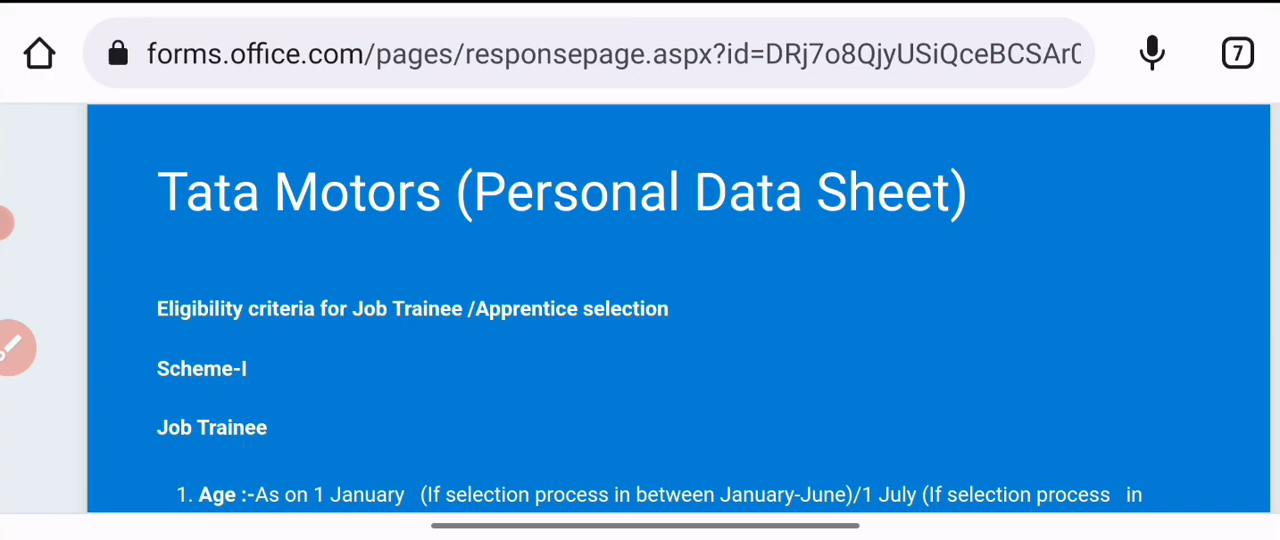 forms.office.com/pages/responsepage.aspx?id=DRj7o8QjyUSiQceBCSAr
7
Tata Motors (Personal Data Sheet)
Eligibility criteria for Job Trainee /Apprentice selection
Scheme-I
Job Trainee
1. Age :-As on 1 January (If selection process in between January-June)/1 July (If selection process in